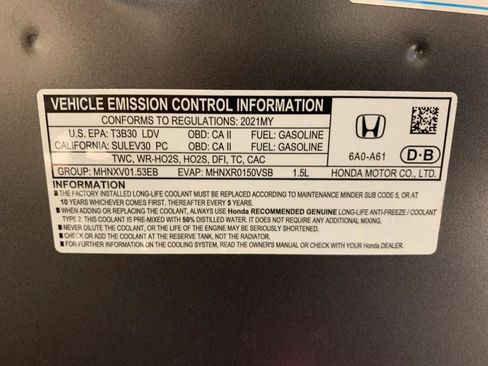 VEHICLE EMISSION CONTROL INFORMATION
CONFORMS TO REGULATIONS: 2021MY
U.S. EPA: T3B30 LDV OBD: CA II FUEL: GASOLINE
CALIFORNIA: SULEV30 PC OBD: CA II FUEL: GASOLINE
TWC, WR-HO2S, HO2S, DFI, TC, CAC
GROUP: MHNXV01.53EB EVAP: MHNXR0150VSB 1.5L
6A0-A61 D·B
HONDA MOTOR CO., LTD.
INFORMATION
■ THE FACTORY INSTALLED LONG-LIFE COOLANT MUST BE REPLACED ACCORDING TO MAINTENANCE MINDER SUB CODE 5, OR AT
10 YEARS WHICHEVER COMES FIRST, THEREAFTER EVERY 5 YEARS.
■ WHEN ADDING OR REPLACING THE COOLANT, ALWAYS USE Honda RECOMMENDED GENUINE LONG-LIFE ANTI-FREEZE / COOLANT
TYPE 2. THIS COOLANT IS PRE-MIXED WITH 50% DISTILLED WATER. IT DOES NOT REQUIRE ANY ADDITIONAL MIXING.
■ NEVER DILUTE THE COOLANT, OR THE LIFE OF THE ENGINE MAY BE SERIOUSLY SHORTENED.
■ CHECK OR ADD THE COOLANT AT THE RESERVE TANK, NOT THE RADIATOR.
■ FOR FURTHER INFORMATION ON THE COOLING SYSTEM, READ THE OWNER'S MANUAL OR CHECK WITH YOUR Honda DEALER.